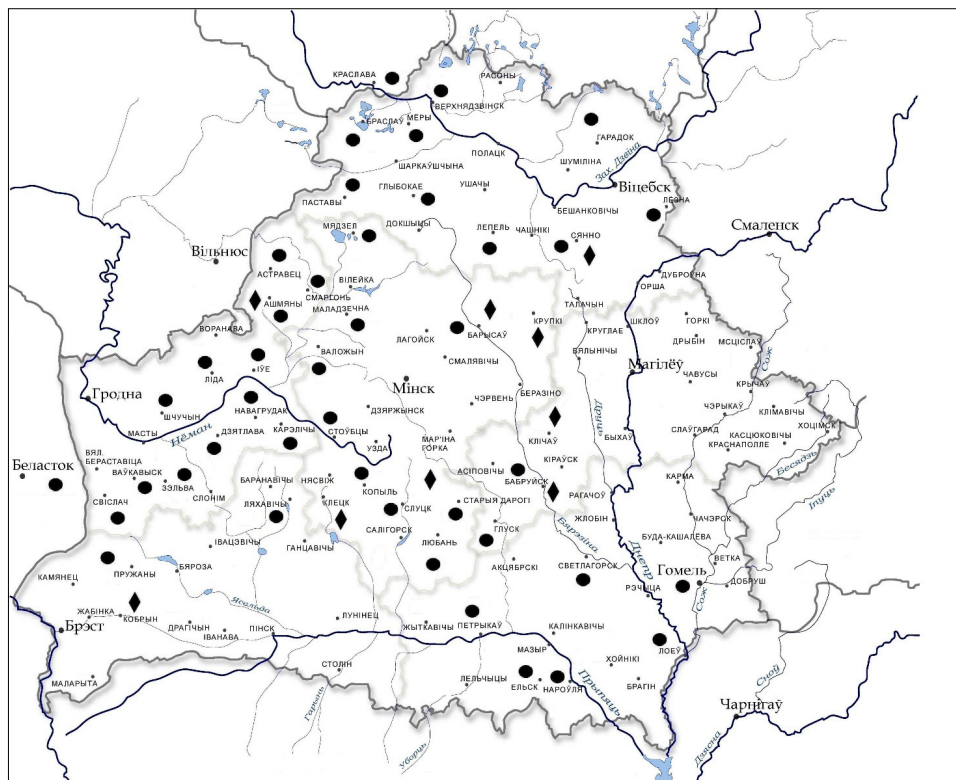 КРАСЛАВА
РАСОНЫ
ВЕРХНЯДЗВІНСК
БРАСЛАЎ
МЁРЫ
ГАРАДОК
ПОЛАЦК
ШАРКАЎШЧЫНА
ШУМІЛІНА
Зах. Дзвіна
Віцебск
ГЛЫБОКАЕ
УШАЧЫ
ПАСТАВЫ
ЛЁЗНА
БЕШАНКОВІЧЫ
МЯДЗЕЛ
ДОКШЫЦЫ
ЛЕПЕЛЬ
ЧАШНІКІ
СЯННО
Смаленск
Вільнюс
АСТРАВЕЦ
ДУБРОЎНА
ОРША
ВІЛЕЙКА
СМАРГОНЬ
АШМЯНЫ
МАЛАДЗЕЧНА
ТАЛАЧЫН
КРУПКІ
КРУГЛАЕ
ШКЛОЎ
ГОРКІ
ВОРАНАВА
ЛАГОЙСК
БАРЫСАЎ
ДРЫБІН
МСЦІСЛАЎ
ВАЛОЖЫН
СМАЛЯВІЧЫ
БЯЛЫНІЧЫ
Магілёў
Сож
ЛІДА
ІЎЕ
Мінск
БЕРАЗІНО
ЧАВУСЫ
КРЫЧАЎ
Гродна
ШЧУЧЫН
НАВАГРУДАК
ДЗЯРЖЫНСК
ЧЭРВЕНЬ
Друць
ЧЭРЫКАЎ
КЛІМАВІЧЫ
МАСТЫ
Нёман
ДЗЯТЛАВА
КАРЭЛІЧЫ
СТОЎБЦЫ
УЗДА
МАР'ІНА
ГОРКА
КЛІЧАЎ
БЫХАЎ
СЛАЎГАРАД
ХОЦІМСК
КАСЦЮКОВІЧЫ
КРАСНАПОЛЛЕ
Беласток
ВЯЛ.
БЕРАСТАВІЦА
ВАЎКАВЫСК
ЗЭЛЬВА
АСІПОВІЧЫ
КІРАЎСК
Бесядзь
БАРАНАВІЧЫ
НЯСВІЖ
КОПЫЛЬ
БАБРУЙСК
РАГАЧОЎ
КАРМА
СВІСЛАЧ
СЛОНІМ
ЛЯХАВІЧЫ
КЛЕЦК
СЛУЦК
СТАРЫЯ ДАРОГІ
Іпуць
САЛІГОРСК
ГЛУСК
Бярэзіна
ЖЛОБІН
ЧАЧЭРСК
ІВАЦЭВІЧЫ
ГАНЦАВІЧЫ
ЛЮБАНЬ
БУДА-КАШАЛЁВА
ПРУЖАНЫ
БЯРОЗА
АКЦЯБРСКІ
СВЕТЛАГОРСК
Днепр
ВЕТКА
КАМЯНЕЦ
Гомель
ДОБРУШ
РЭЧЫЦА
Сож
ЖАБІНКА
КОБРЫН
Ясельда
ЛУНІНЕЦ
Брэст
ДРАГІЧЫН
ІВАНАВА
ПІНСК
ЖЫТКАВІЧЫ
ПЕТРЫКАЎ
КАЛІНКАВІЧЫ
МАЗЫР
ЛОЕЎ
МАЛАРЫТА
СТОЛІН
ХОЙНІКІ
Гарынь
ЛЕЛЬЧЫЦЫ
ЕЛЬСК
НАРОЎЛЯ
БРАГІН
Прыпяць
Сноў
Уборць
Чарнігаў
Дзясна